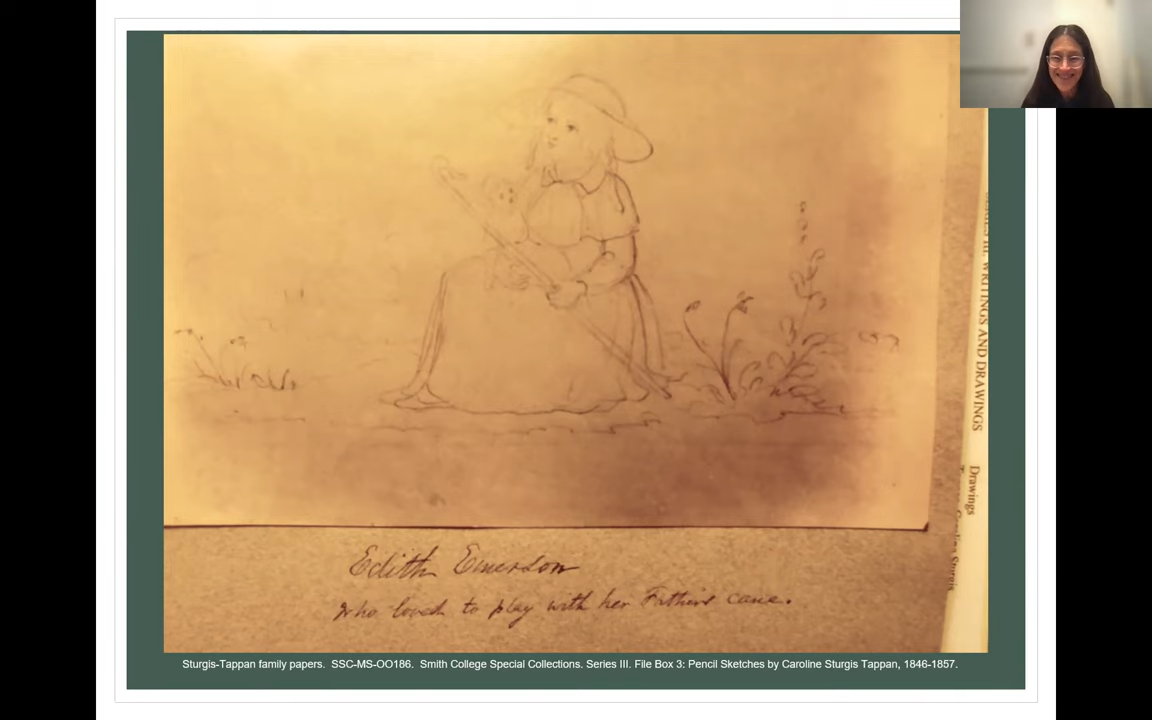 SERIES III. WRITINGS AND DRAWINGS
Drawings
Edith Emerson
Who loved to play with her Father's cane.
Sturgis-Tappan family papers.  SSC-MS-OO186.  Smith College Special Collections. Series III. File Box 3: Pencil Sketches by Caroline Sturgis Tappan, 1846-1857.